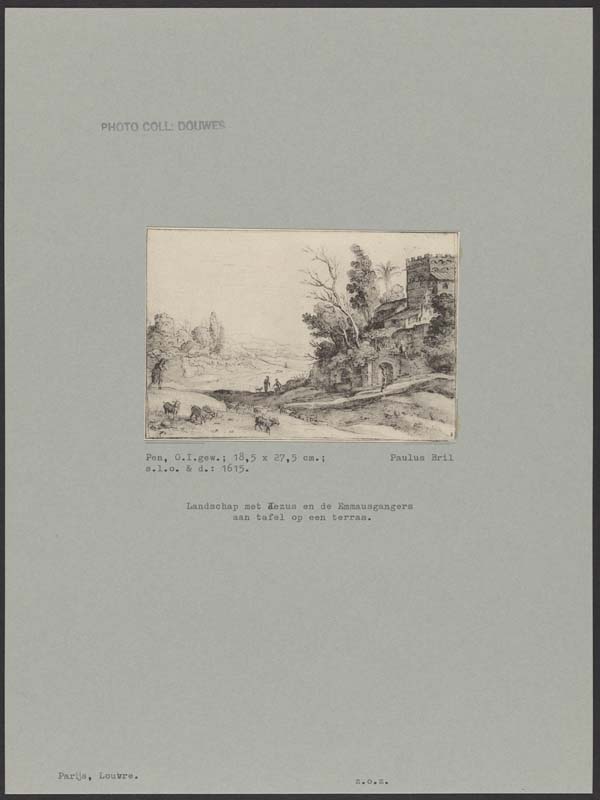 PHOTO COLL: DOUWES
Pen, O.I.gew.; 18,5 x 27,5 cm.; Paulus Bril
s.l.o. & d.: 1615.
Landschap met Jezus en de Emmausgangers
aan tafel op een terras.
Parijs, Louvre.
z.o.z.